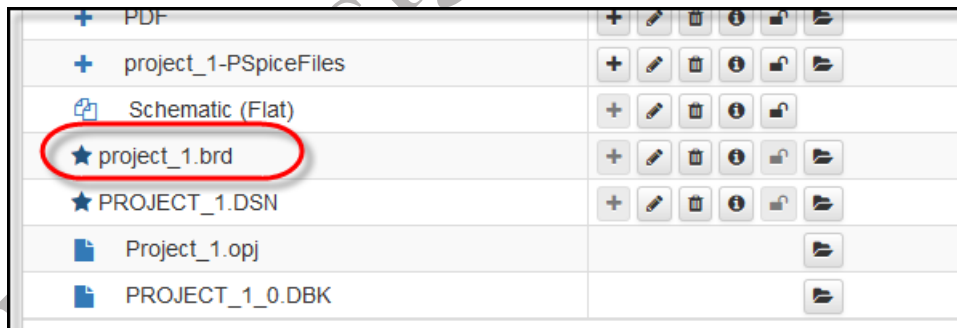 PDF
project_1-PSpiceFiles
Schematic (Flat)
project_1.brd
PROJECT_1.DSN
Project_1.opj
PROJECT_1_0.DBK